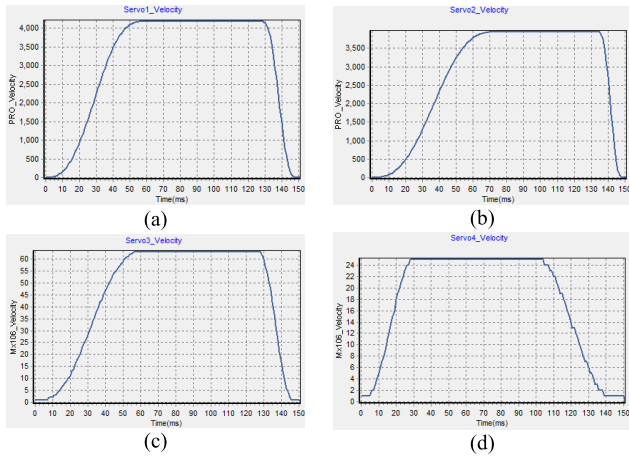 Servo1_Velocity
PRO_Velocity
4,000
3,500
3,000
2,500
2,000
1,500
1,000
500
0
0 10 20 30 40 50 60 70 80 90 100 110 120 130 140 150
Time(ms)
(a)
Servo2_Velocity
PRO_Velocity
3,500
3,000
2,500
2,000
1,500
1,000
500
0
0 10 20 30 40 50 60 70 80 90 100 110 120 130 140 150
Time(ms)
(b)
Servo3_Velocity
Mx106_Velocity
60
55
50
45
40
35
30
25
20
15
10
5
0
0 10 20 30 40 50 60 70 80 90 100 110 120 130 140 150
Time(ms)
(c)
Servo4_Velocity
Mx106_Velocity
24
22
20
18
16
14
12
10
8
6
4
2
0
0 10 20 30 40 50 60 70 80 90 100 110 120 130 140 150
Time(ms)
(d)